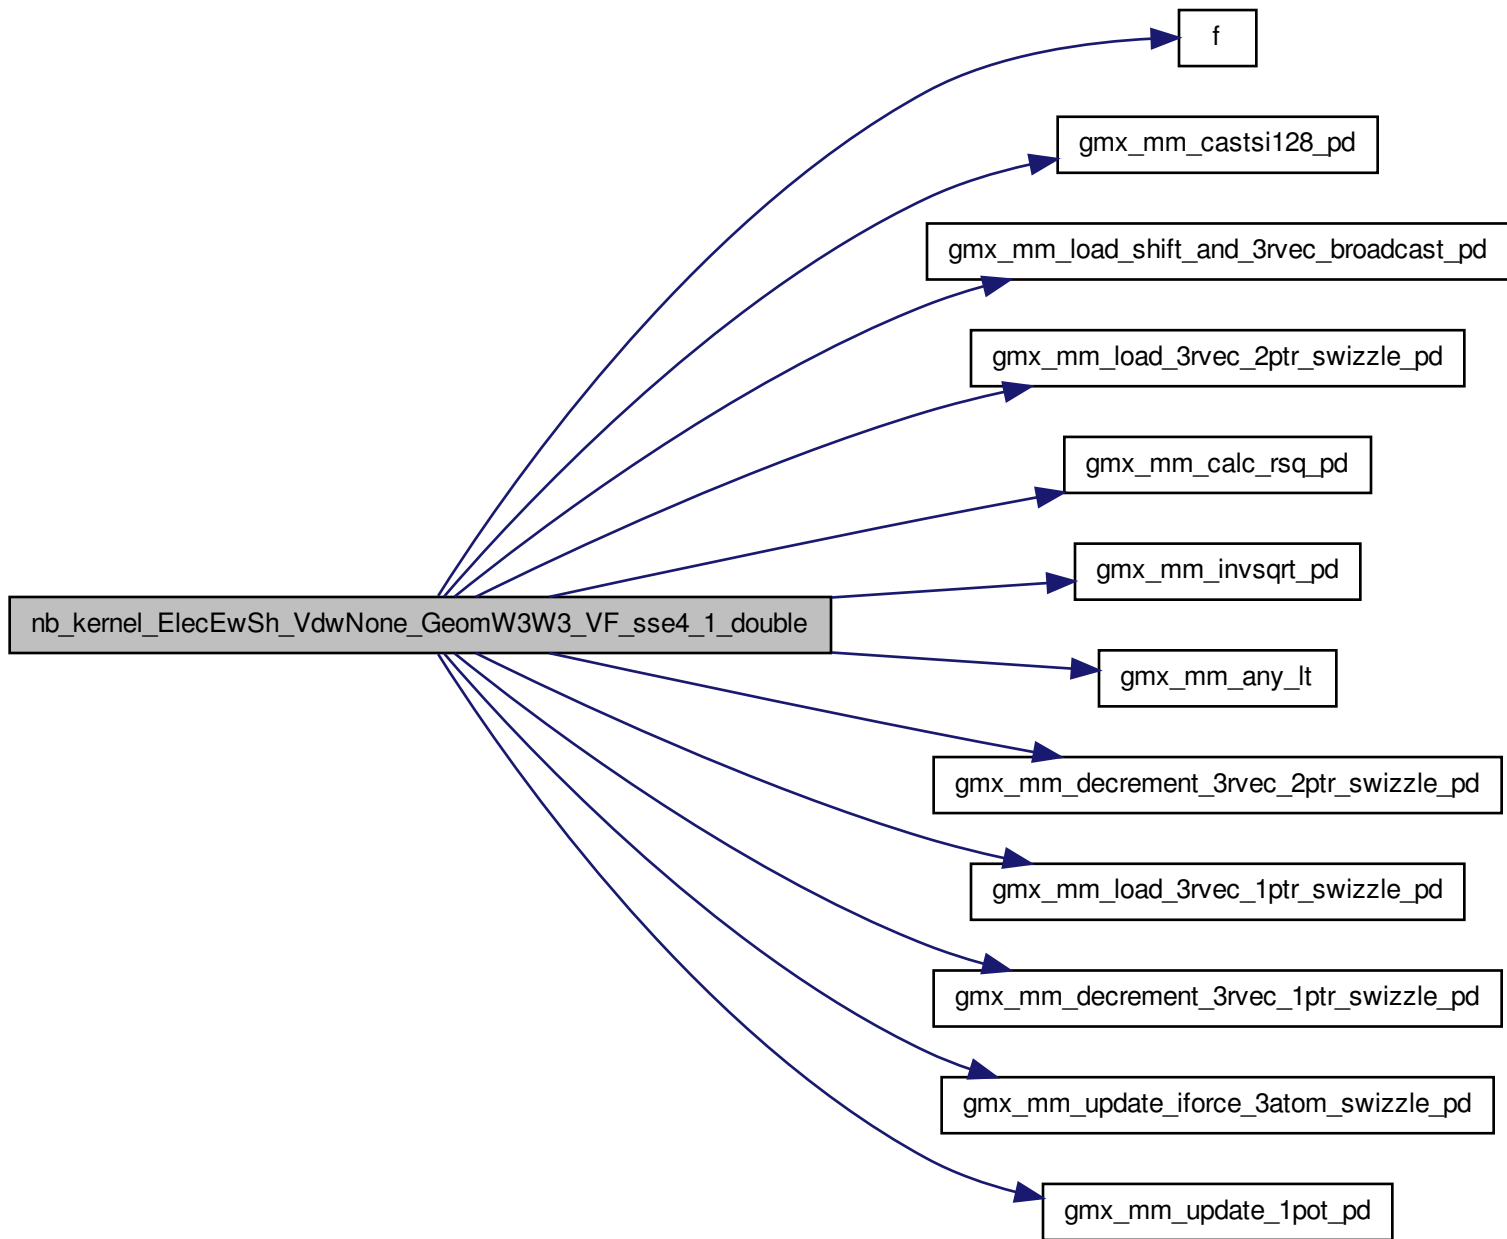 f
gmx_mm_castsi128_pd
gmx_mm_load_shift_and_3rvec_broadcast_pd
gmx_mm_load_3rvec_2ptr_swizzle_pd
gmx_mm_calc_rsq_pd
gmx_mm_invsqrt_pd
nb_kernel_ElecEwSh_VdwNone_GeomW3W3_VF_sse4_1_double
gmx_mm_any_lt
gmx_mm_decrement_3rvec_2ptr_swizzle_pd
gmx_mm_load_3rvec_1ptr_swizzle_pd
gmx_mm_decrement_3rvec_1ptr_swizzle_pd
gmx_mm_update_iforce_3atom_swizzle_pd
gmx_mm_update_1pot_pd